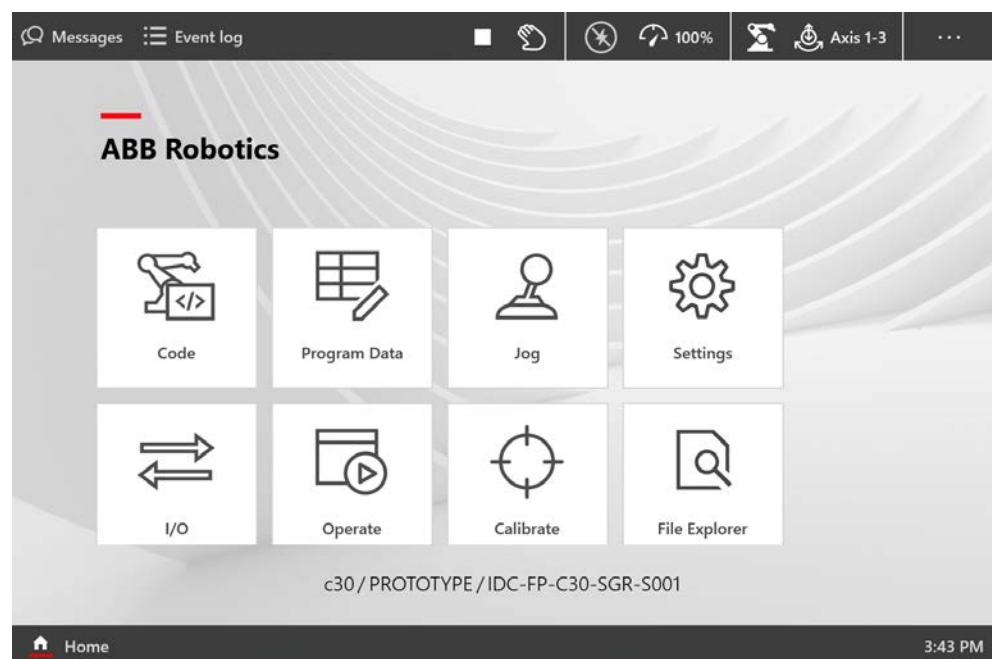 Messages Event log 100% Axis 1-3 ...
ABB Robotics
</>
Code Program Data Jog Settings
I/O Operate Calibrate File Explorer
c30 / PROTOTYPE / IDC-FP-C30-SGR-S001
Home 3:43 PM